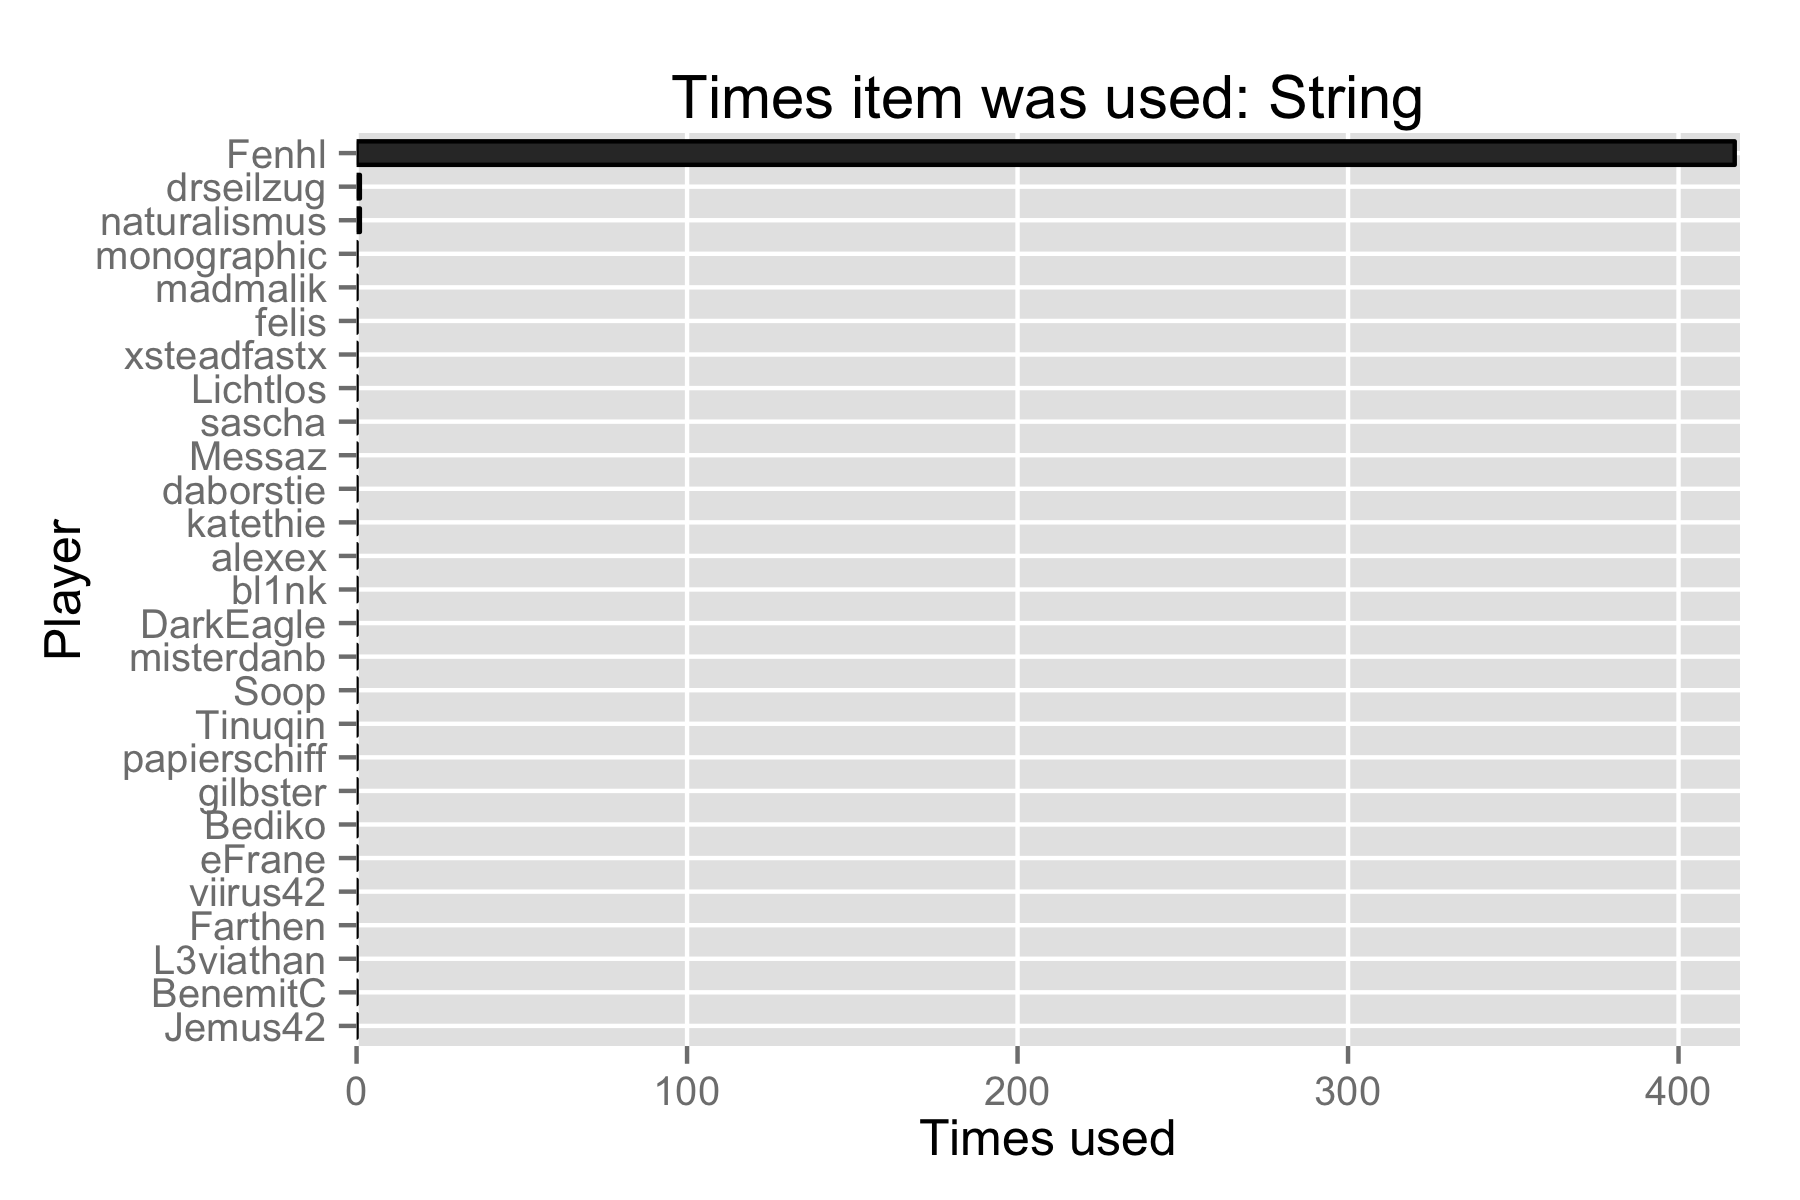 Times item was used: String
Fenhl
drseilzug
naturalismus
monographic
madmalik
felis
xsteadfastx
Lichtlos
sascha
Messaz
daborstie
katethie
alexex
bl1nk
DarkEagle
misterdanb
Soop
Tinuqin
papierschiff
gilbster
Bediko
eFrane
viirus42
Farthen
L3viathan
BenemitC
Jemus42
Player
0 100 200 300 400
Times used